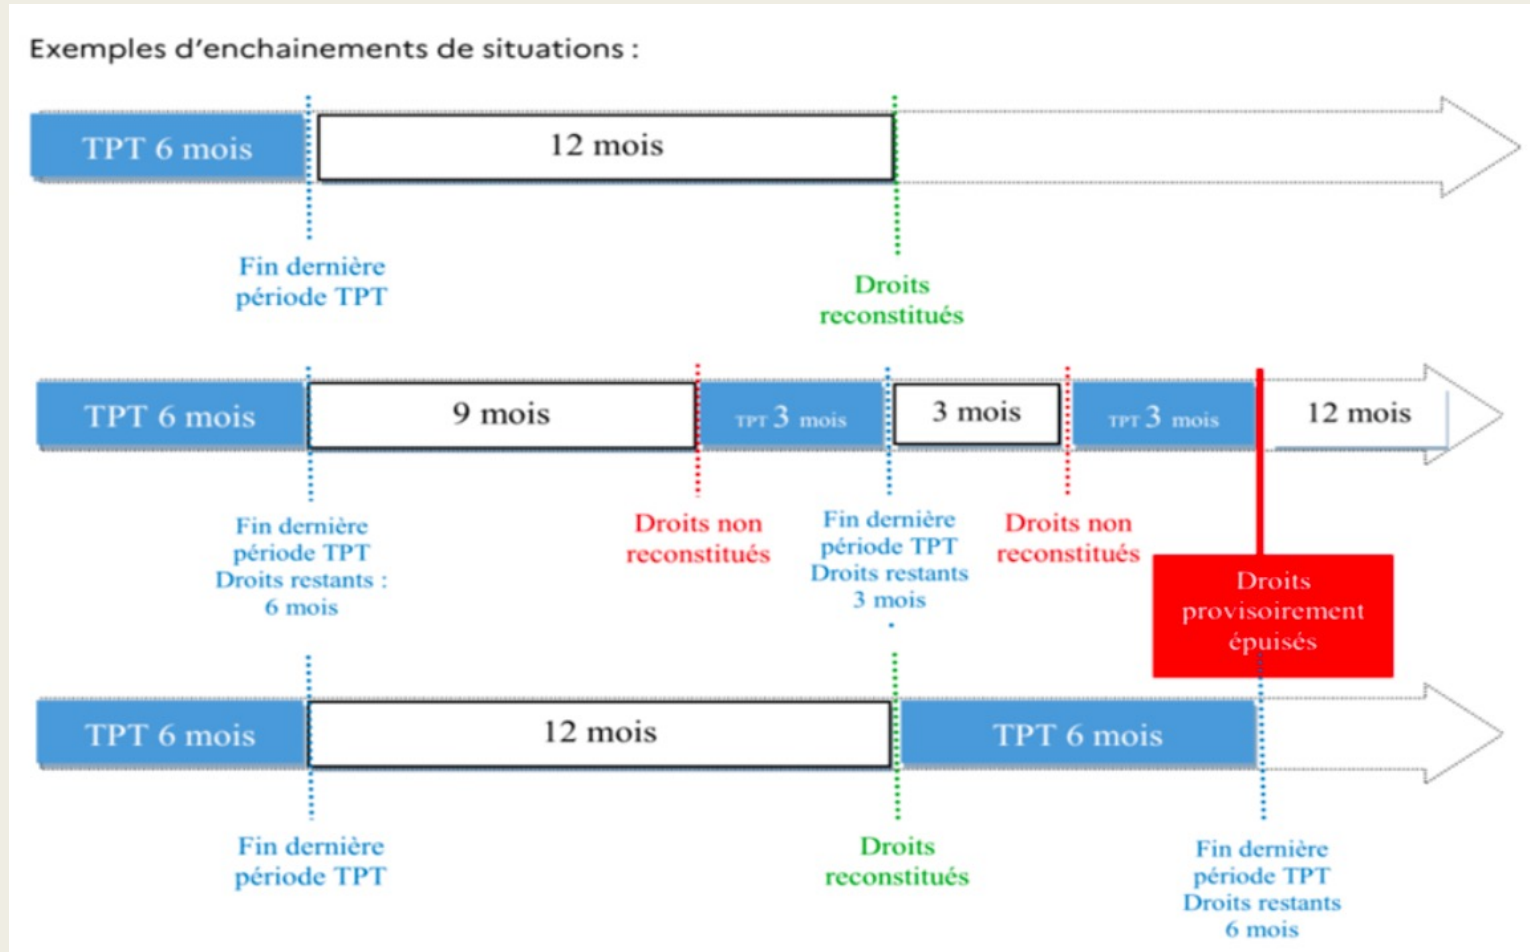 Exemples d’enchainements de situations :
TPT 6 mois
12 mois
Fin dernière
période TPT
Droits
reconstitués
TPT 6 mois
9 mois
TPT 3 mois
3 mois
TPT 3 mois
12 mois
Fin dernière
période TPT
Droits restants :
6 mois
Droits non
reconstitués
Fin dernière
période TPT
Droits restants
3 mois
Droits non
reconstitués
Droits
provisoirement
épuisés
TPT 6 mois
12 mois
TPT 6 mois
Fin dernière
période TPT
Droits
reconstitués
Fin dernière
période TPT
Droits restants
6 mois